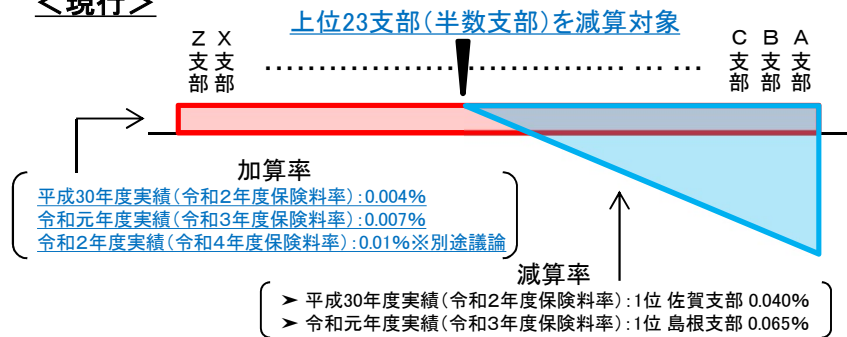 ＜現行＞
上位23支部（半数支部）を減算対象
Z支部 X支部 ‥‥‥‥‥‥‥‥‥‥‥‥‥‥‥‥ … … C支部 B支部 A支部
加算率
平成30年度実績（令和２年度保険料率）：0.004%
令和元年度実績（令和３年度保険料率）：0.007%
令和２年度実績（令和４年度保険料率）：0.01%※別途議論
減算率
➤ 平成30年度実績（令和２年度保険料率）：1位 佐賀支部 0.040%
➤ 令和元年度実績（令和３年度保険料率）：1位 島根支部 0.065%